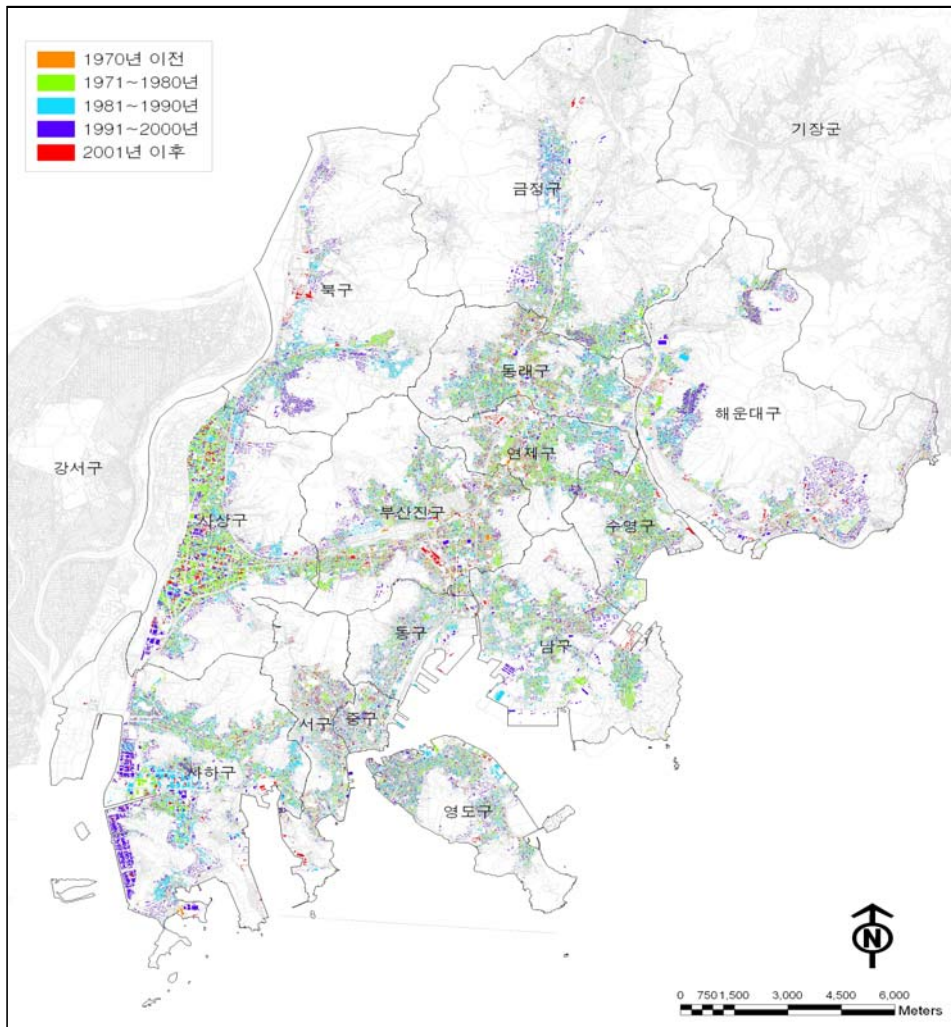 1970년 이전
1971~1980년
1981~1990년
1991~2000년
2001년 이후
기장군
금정구
북구
동래구
해운대구
연제구
강서구
사상구
부산진구
수영구
동구
남구
서구
중구
사하구
영도구
N
0 750 1,500 3,000 4,500 6,000
Meters